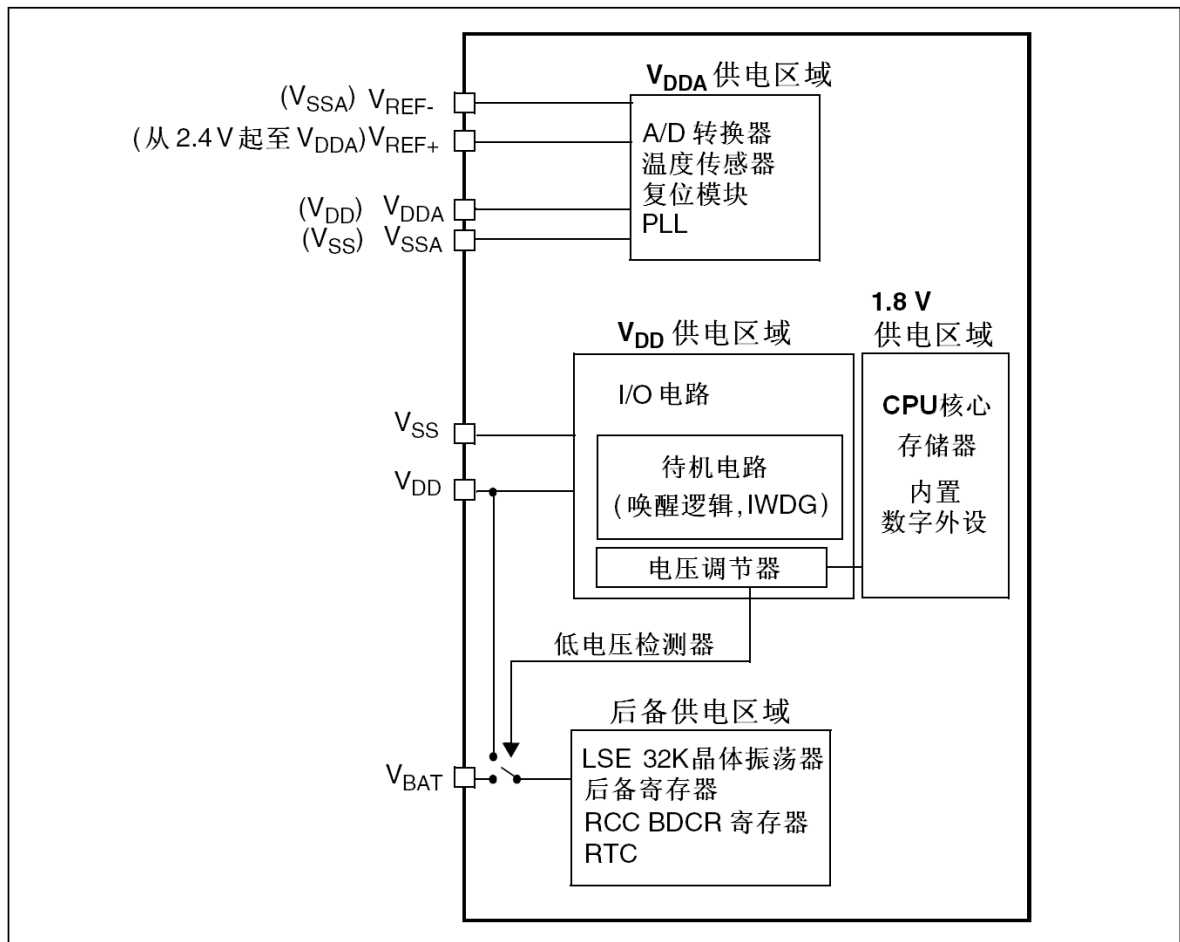 V_DDA 供电区域
(V_SSA) V_REF-
(从 2.4 V 起至 V_DDA) V_REF+
(V_DD) V_DDA
(V_SS) V_SSA
A/D 转换器
温度传感器
复位模块
PLL
V_DD 供电区域
1.8 V
供电区域
I/O 电路
CPU核心
存储器
内置
数字外设
V_SS
V_DD
待机电路
(唤醒逻辑,IWDG)
电压调节器
低电压检测器
后备供电区域
V_BAT
LSE 32K晶体振荡器
后备寄存器
RCC BDCR 寄存器
RTC